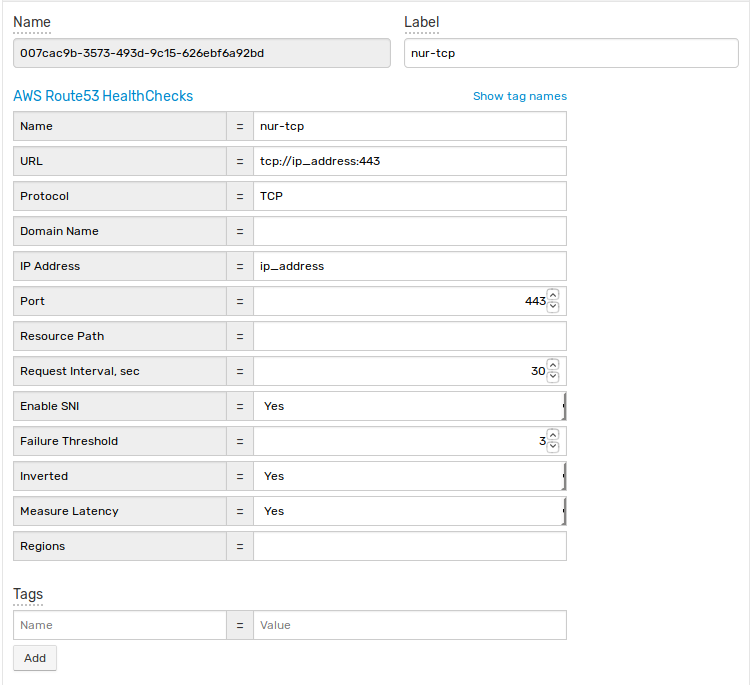 Name Label
007cac9b-3573-493d-9c15-626ebf6a92bd nur-tcp
AWS Route53 HealthChecks Show tag names
Name = nur-tcp
URL = tcp://ip_address:443
Protocol = TCP
Domain Name =
IP Address = ip_address
Port = 443
Resource Path =
Request Interval, sec = 30
Enable SNI = Yes
Failure Threshold = 3
Inverted = Yes
Measure Latency = Yes
Regions =
Tags
Name = Value
Add